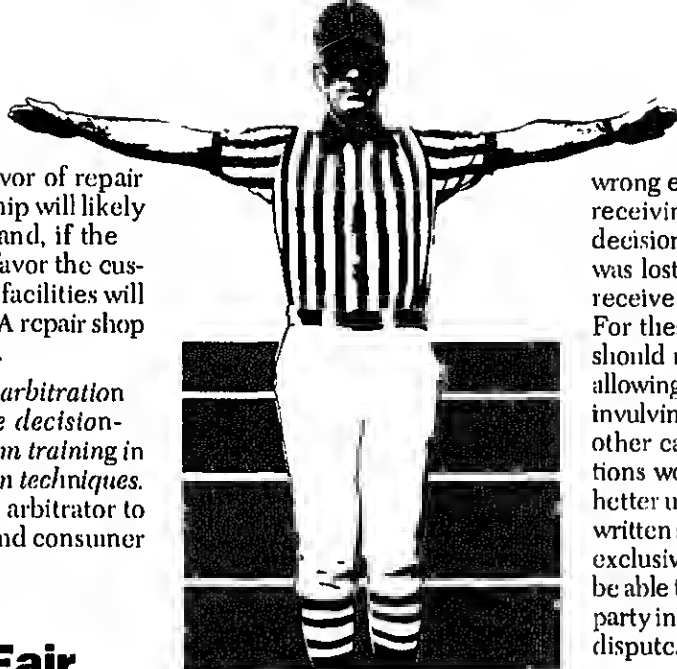 vor of repair
hip will likely
and, if the
avor the cus-
facilities will
A repair shop
.
arbitration
e decision-
m training in
n techniques.
arbitrator to
nd consumer
Fair
wrong e
receivin
decision
was lost
receive
For thes
should n
allowing
involving
other ca
tions wo
better u
written s
exclusiv
be able t
party in
dispute.